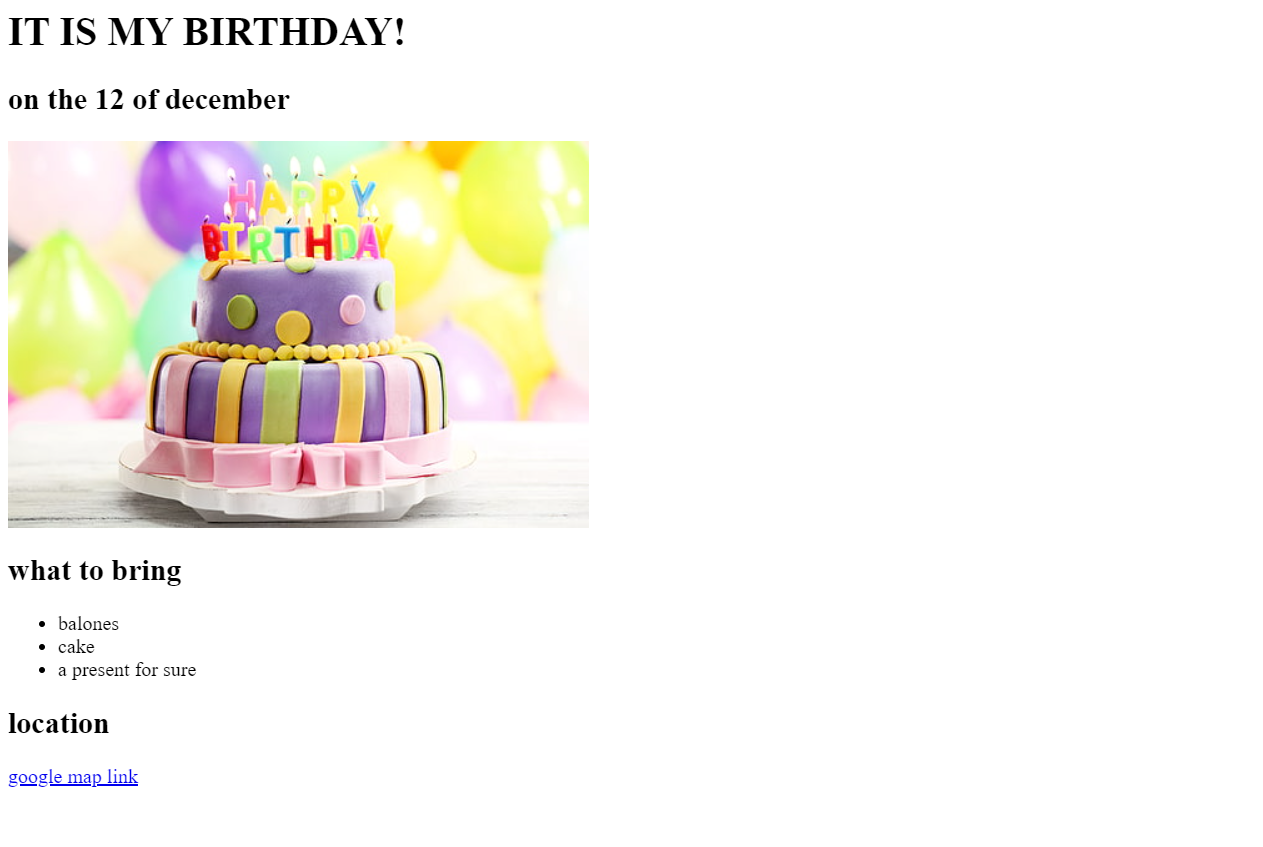 IT IS MY BIRTHDAY!
on the 12 of december
HAPPY
BIRTHDAY
what to bring
balones
cake
a present for sure
location
google map link